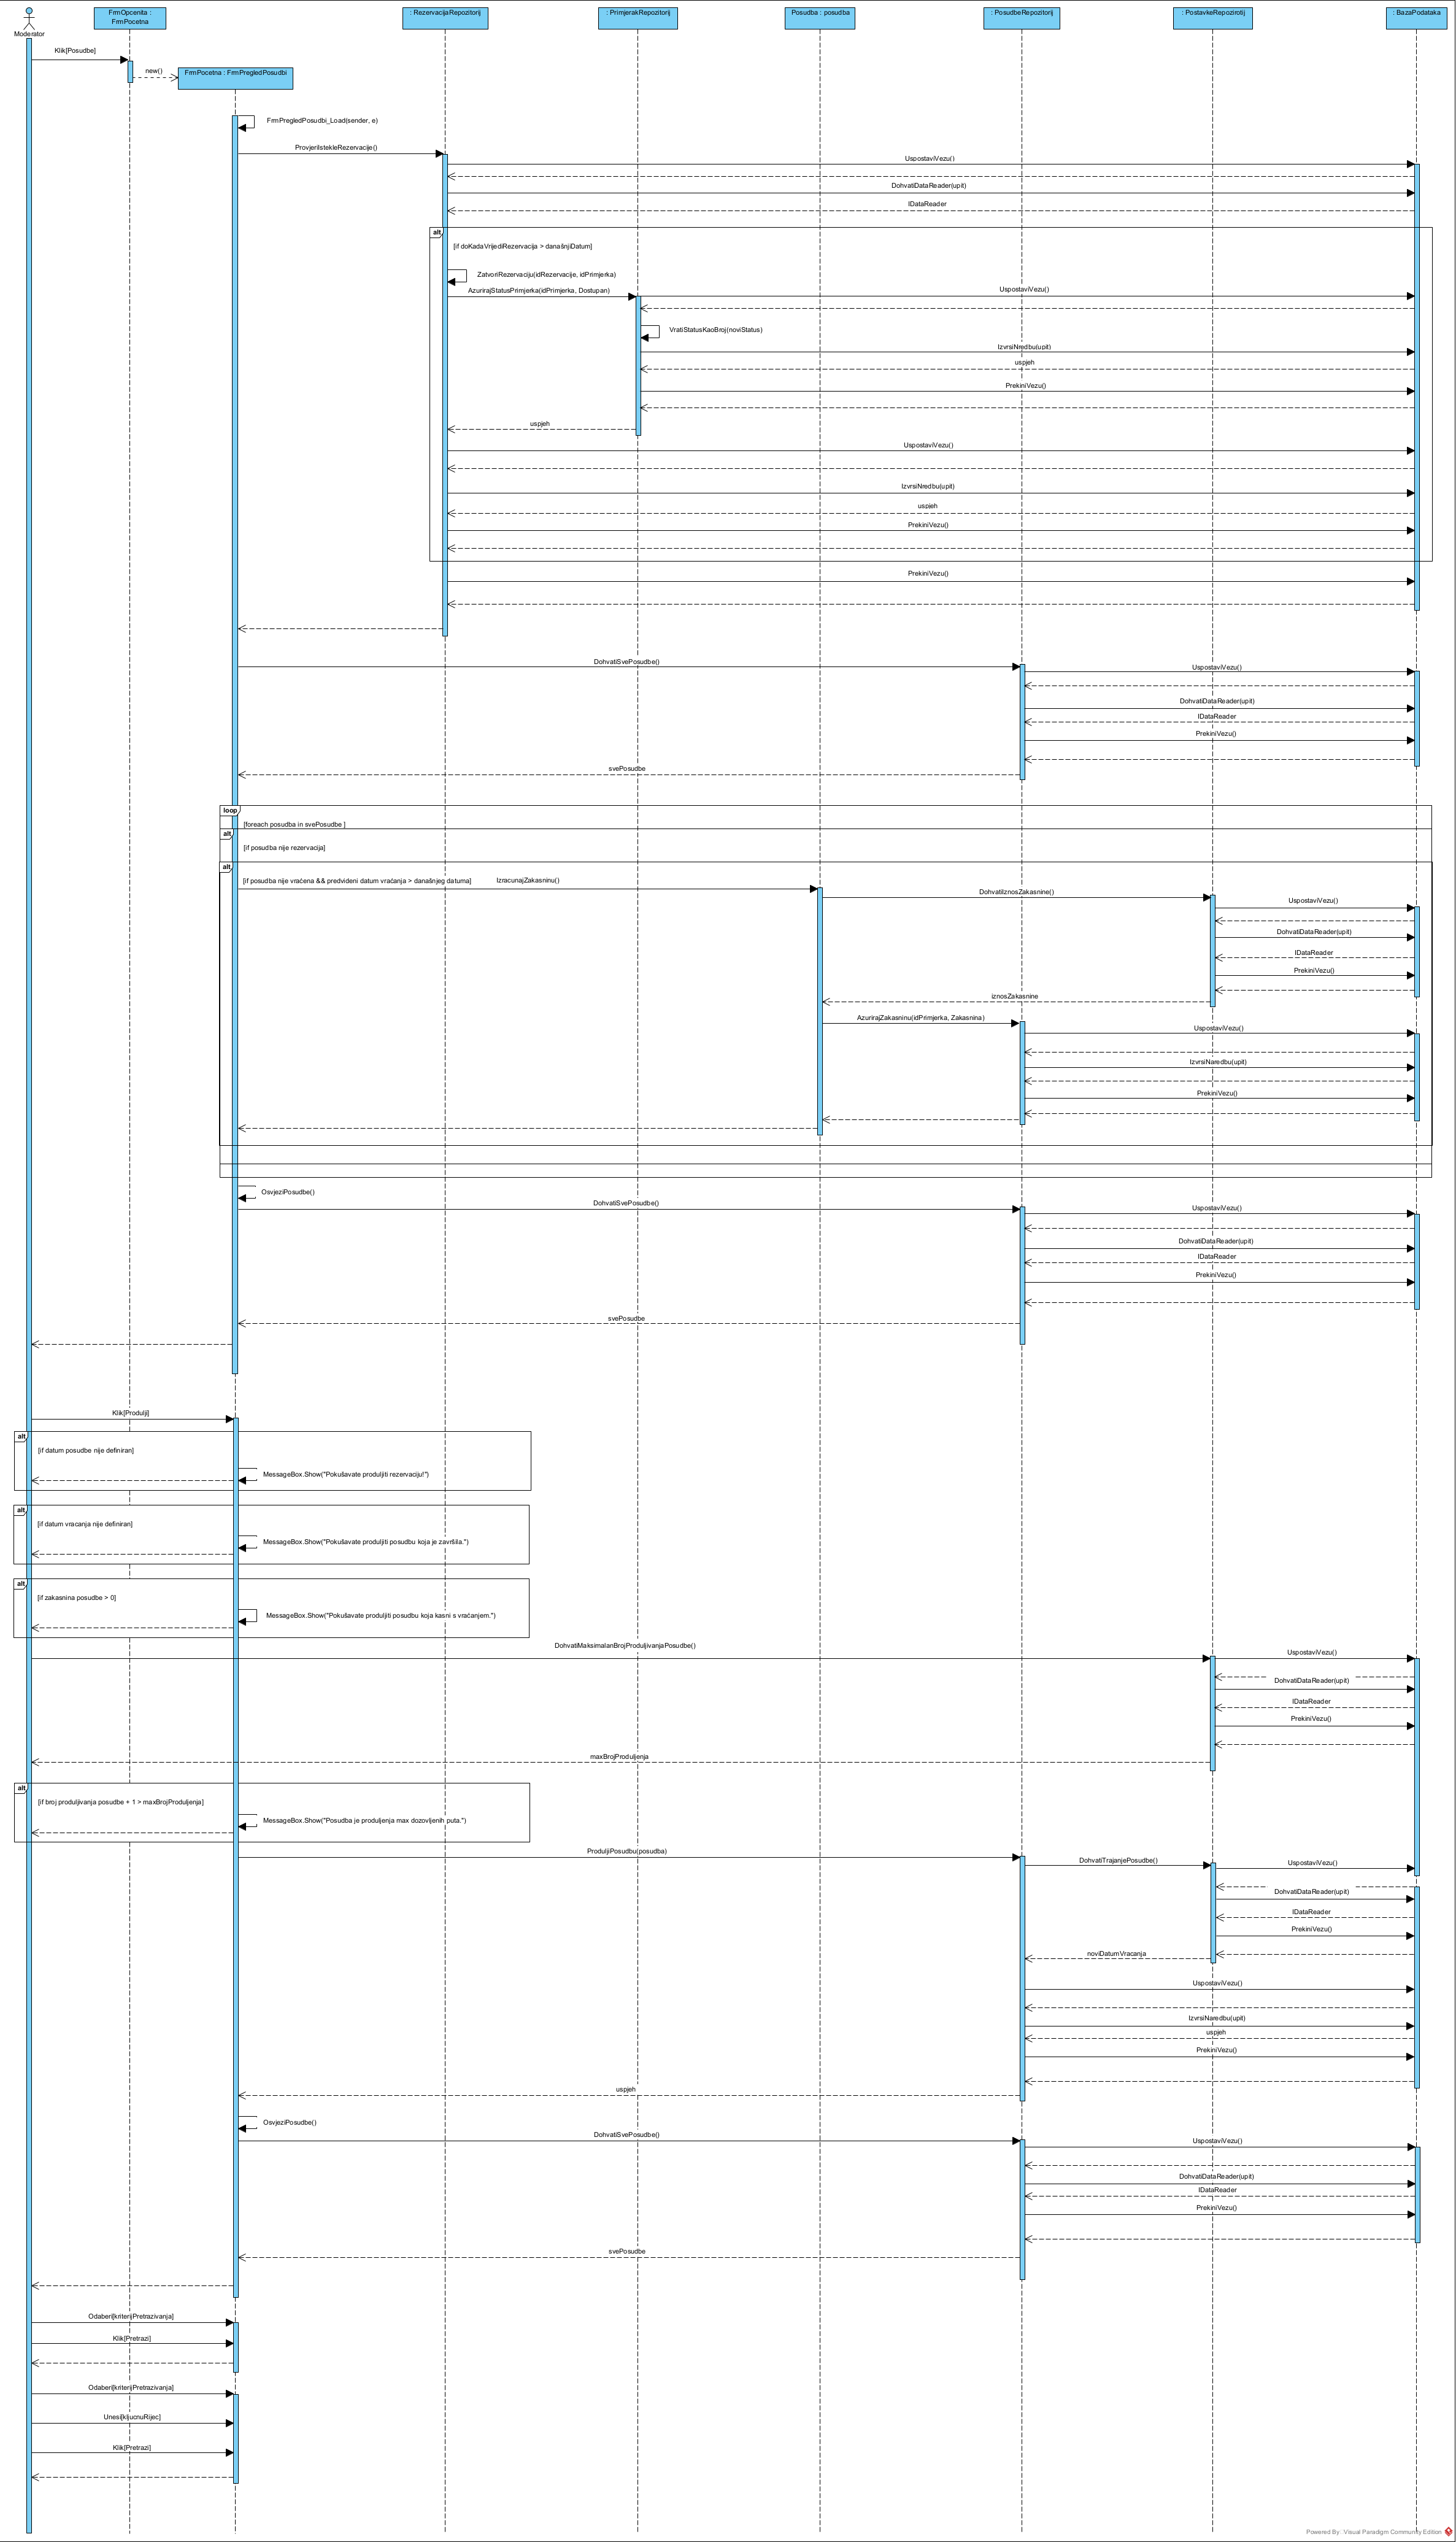 Moderator
FrmOpcenita :
FrmPocetna
: RezervacijaRepozitorij
: PrimjerakRepozitorij
Posudba : posudba
: PosudbeRepozitorij
: PostavkeRepozirotij
: BazaPodataka
Klik[Posudbe]
new()
FrmPocetna : FrmPregledPosudbi
FrmPregledPosudbi_Load(sender, e)
ProvjeriIstekleRezervacije()
UspostaviVezu()
DohvatiDataReader(upit)
IDataReader
alt
[if doKadaVrijediRezervacija > današnjiDatum]
ZatvoriRezervaciju(idRezervacije, idPrimjerka)
AzurirajStatusPrimjerka(idPrimjerka, Dostupan)
UspostaviVezu()
VratiStatusKaoBroj(noviStatus)
IzvrsiNredbu(upit)
uspjeh
PrekiniVezu()
uspjeh
UspostaviVezu()
IzvrsiNredbu(upit)
uspjeh
PrekiniVezu()
PrekiniVezu()
DohvatiSvePosudbe()
UspostaviVezu()
DohvatiDataReader(upit)
IDataReader
PrekiniVezu()
svePosudbe
loop
[foreach posudba in svePosudbe ]
alt
[if posudba nije rezervacija]
alt
[if posudba nije vraćena && predvideni datum vraćanja > današnjeg datuma]
IzracunajZakasninu()
DohvatiIznosZakasnine()
UspostaviVezu()
DohvatiDataReader(upit)
IDataReader
PrekiniVezu()
iznosZakasnine
AzurirajZakasninu(idPrimjerka, Zakasnina)
UspostaviVezu()
IzvrsiNaredbu(upit)
PrekiniVezu()
OsvjeziPosudbe()
DohvatiSvePosudbe()
UspostaviVezu()
DohvatiDataReader(upit)
IDataReader
PrekiniVezu()
svePosudbe
Klik[Produlji]
alt
[if datum posudbe nije definiran]
MessageBox.Show("Pokušavate produljiti rezervaciju!")
alt
[if datum vracanja nije definiran]
MessageBox.Show("Pokušavate produljiti posudbu koja je završila.")
alt
[if zakasnina posudbe > 0]
MessageBox.Show("Pokušavate produljiti posudbu koja kasni s vraćanjem.")
DohvatiMaksimalanBrojProduljivanjaPosudbe()
UspostaviVezu()
DohvatiDataReader(upit)
IDataReader
PrekiniVezu()
maxBrojProduljenja
alt
[if broj produljivanja posudbe + 1 > maxBrojProduljenja]
MessageBox.Show("Posudba je produljenja max dozovljenih puta.")
ProduljiPosudbu(posudba)
DohvatiTrajanjePosudbe()
UspostaviVezu()
DohvatiDataReader(upit)
IDataReader
PrekiniVezu()
noviDatumVracanja
UspostaviVezu()
IzvrsiNaredbu(upit)
uspjeh
PrekiniVezu()
uspjeh
OsvjeziPosudbe()
DohvatiSvePosudbe()
UspostaviVezu()
DohvatiDataReader(upit)
IDataReader
PrekiniVezu()
svePosudbe
Odaberi[kriterijPretrazivanja]
Klik[Pretrazi]
Odaberi[kriterijPretrazivanja]
Unesi[kljucnuRijec]
Klik[Pretrazi]
Powered By Visual Paradigm Community Edition